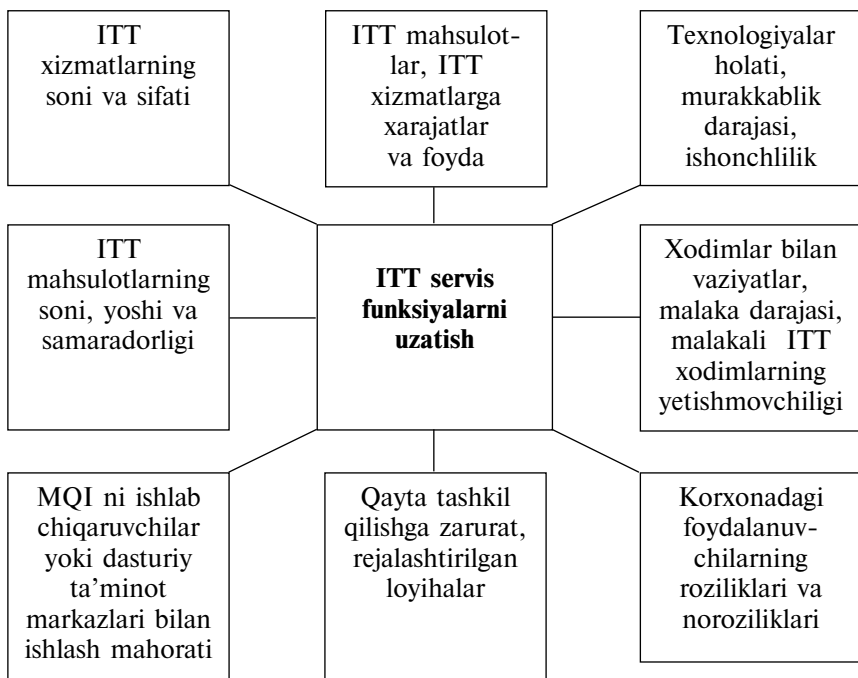 ITT
xizmatlarning
soni va sifati
ITT mahsulot-
lar, ITT
xizmatlarga
xarajatlar
va foyda
Texnologiyalar
holati,
murakkablik
darajasi,
ishonchlilik
ITT
mahsulotlarning
soni, yoshi va
samaradorligi
ITT servis
funksiyalarni
uzatish
Xodimlar bilan
vaziyatlar,
malaka darajasi,
malakali ITT
xodimlarning
yetishmovchiligi
MQI ni ishlab
chiqaruvchilar
yoki dasturiy
ta’minot
markazlari bilan
ishlash mahorati
Qayta tashkil
qilishga zarurat,
rejalashtirilgan
loyihalar
Korxonadagi
foydalanuv-
chilarning
roziliklari va
noroziliklari